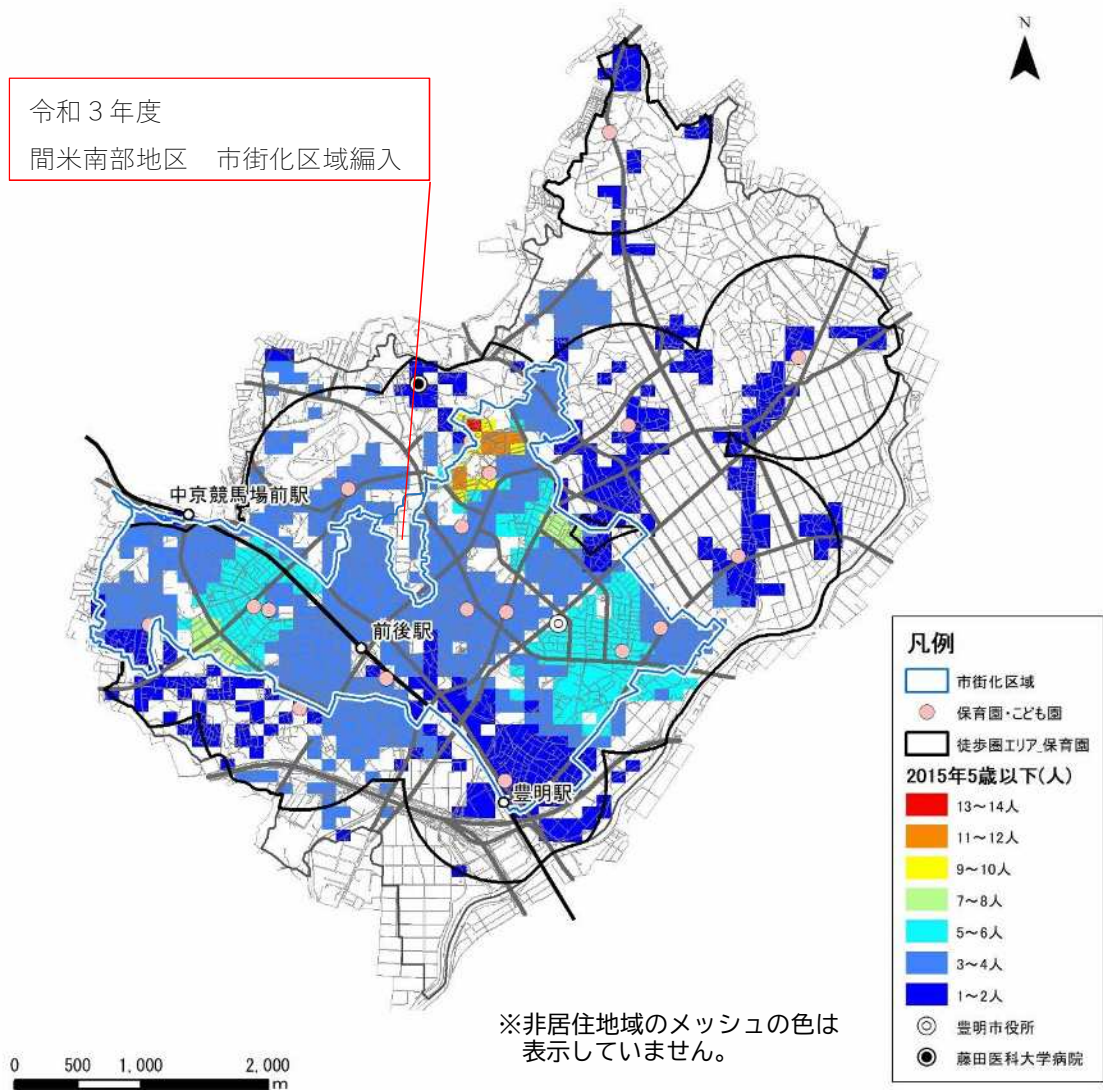 N
令和３年度
間米南部地区　市街化区域編入
中京競馬場前駅
前後駅
豊明駅
凡例
市街化区域
保育園・こども園
徒歩圏エリア_保育園
2015年5歳以下(人)
13～14人
11～12人
9～10人
7～8人
5～6人
3～4人
1～2人
豊明市役所
藤田医科大学病院
※非居住地域のメッシュの色は
表示していません。
0 500 1,000 2,000
m